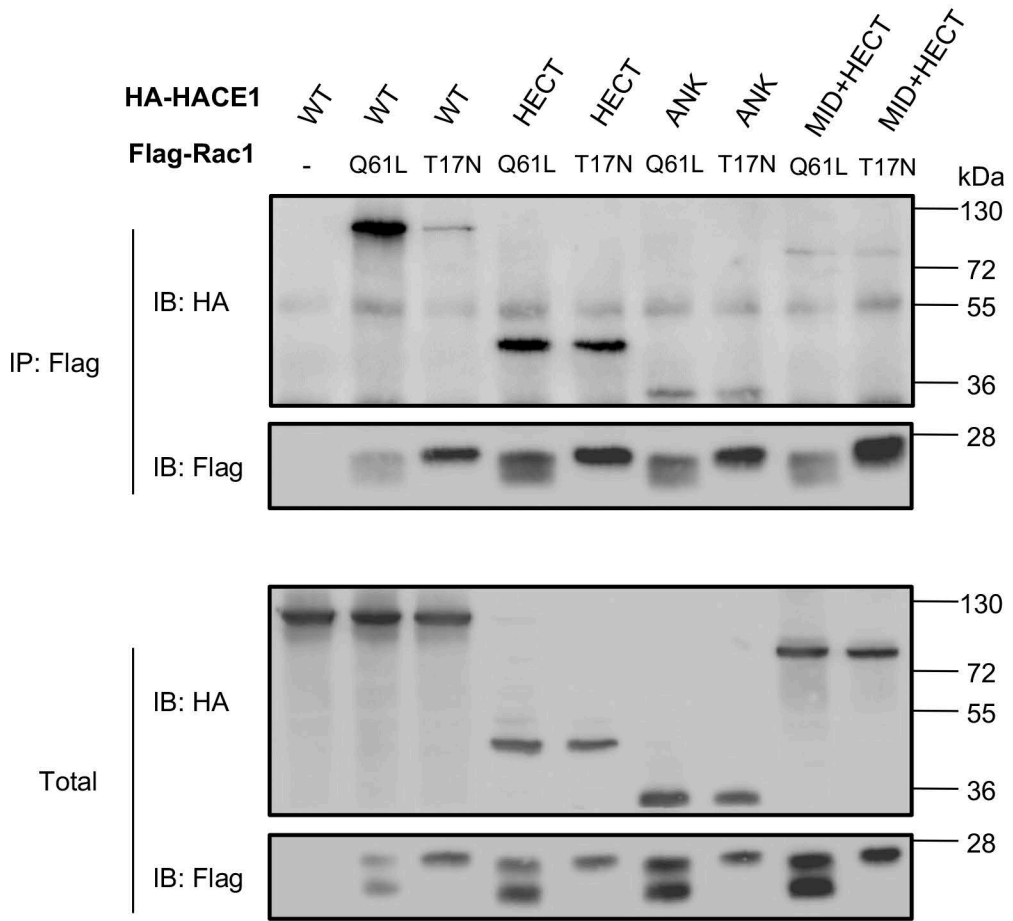 HA-HACE1 WT WT WT HECT HECT ANK ANK MID+HECT MID+HECT
Flag-Rac1 - Q61L T17N Q61L T17N Q61L T17N Q61L T17N
kDa
130
72
IB: HA 55
IP: Flag
36
28
IB: Flag
130
72
IB: HA
55
Total
36
28
IB: Flag